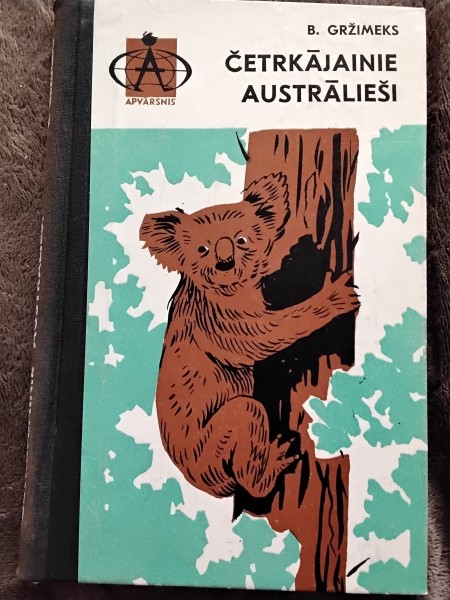 B. GRŽIMEKS
ČETRKĀJAINIE
AUSTRĀLIEŠI
APVĀRSNIS